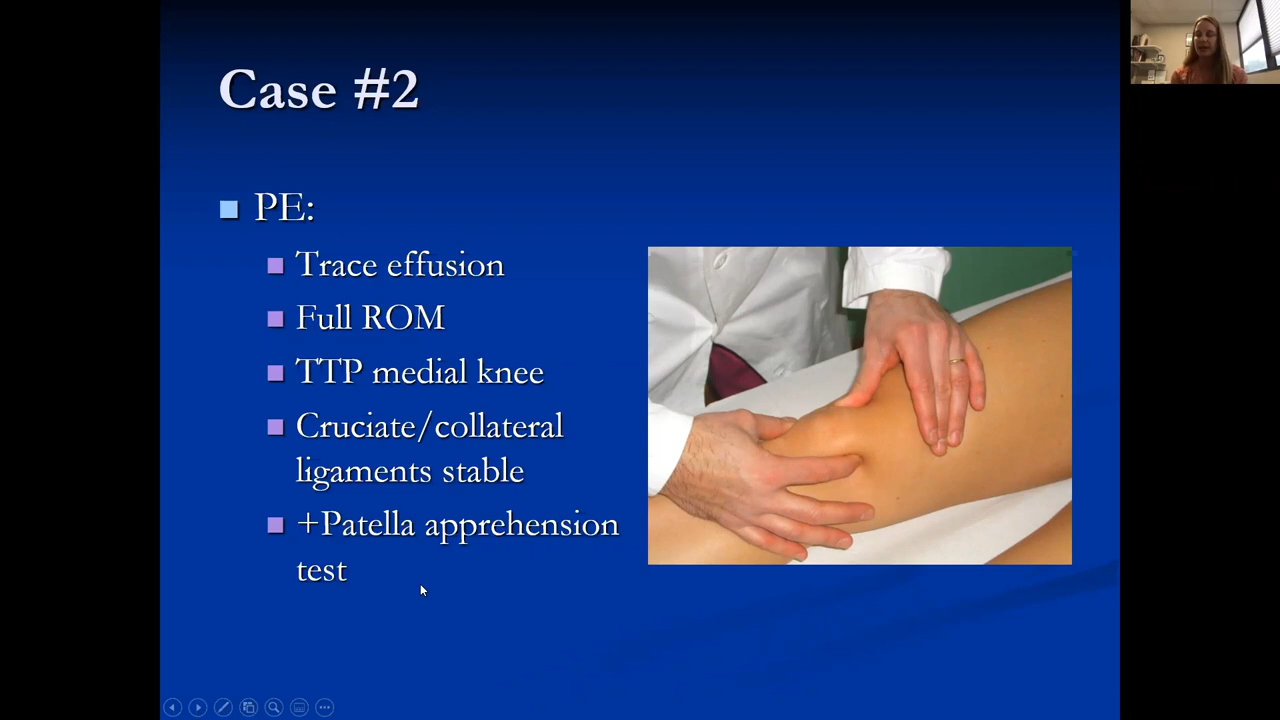 Case #2
PE:
Trace effusion
Full ROM
TTP medial knee
Cruciate/collateral
ligaments stable
+Patella apprehension
test